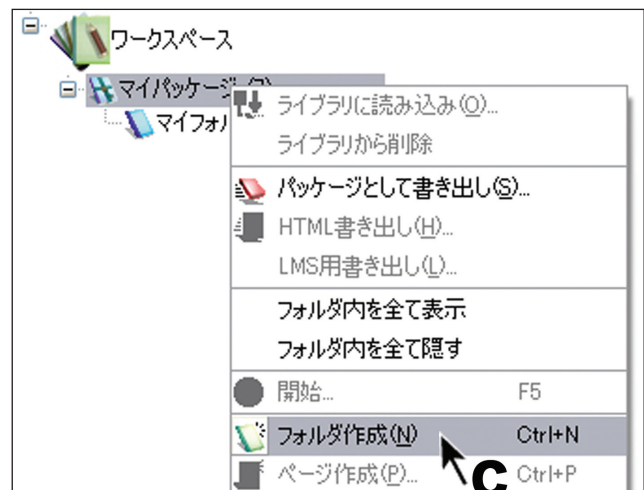 ワークスペース
マイパッケージ
マイフォル
ライブラリに読み込み(O)...
ライブラリから削除
パッケージとして書き出し(S)...
HTML書き出し(H)...
LMS用書き出し(L)...
フォルダ内を全て表示
フォルダ内を全て隠す
開始... F5
フォルダ作成(N) Ctrl+N
ページ作成(P)... Ctrl+P
C